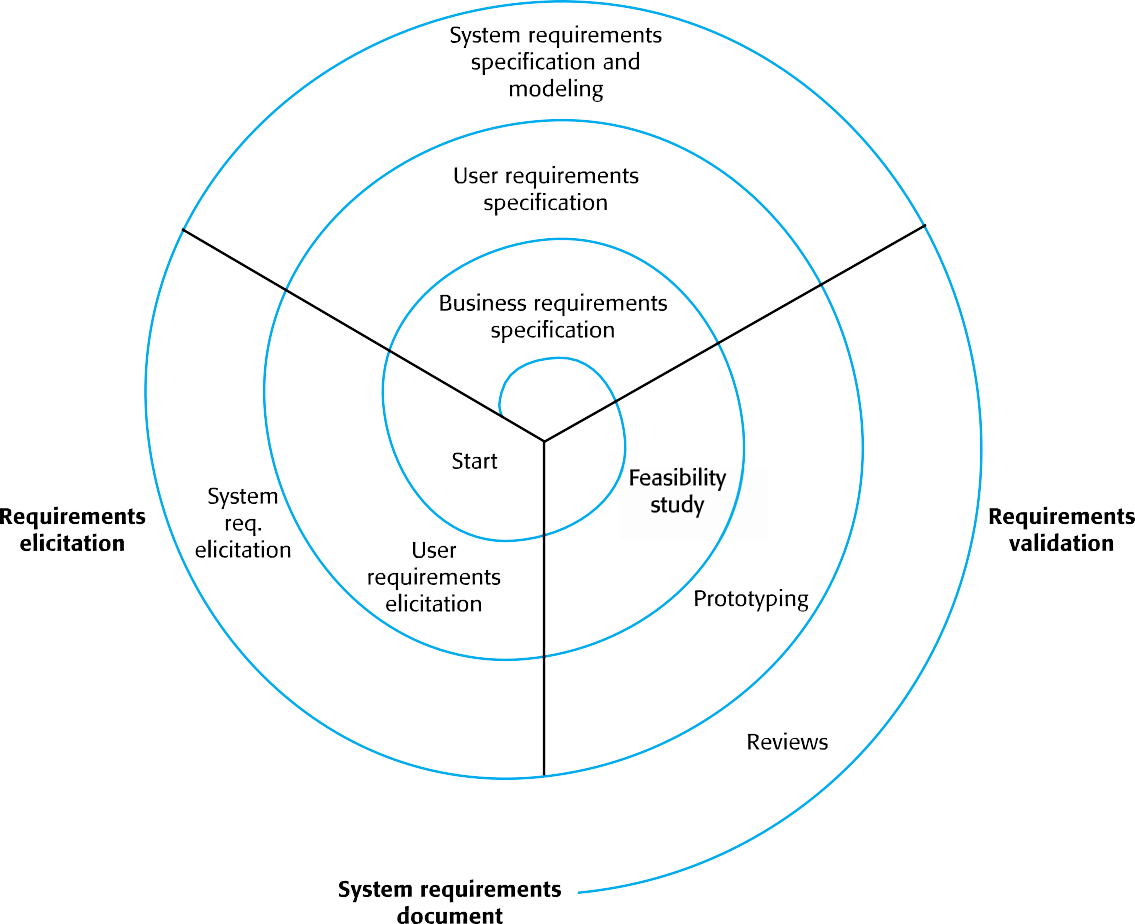 System requirements
specification and
modeling
User requirements
specification
Business requirements
specification
Start
Feasibility
study
System
req.
elicitation
Requirements
elicitation
User
requirements
elicitation
Requirements
validation
Prototyping
Reviews
System requirements
document